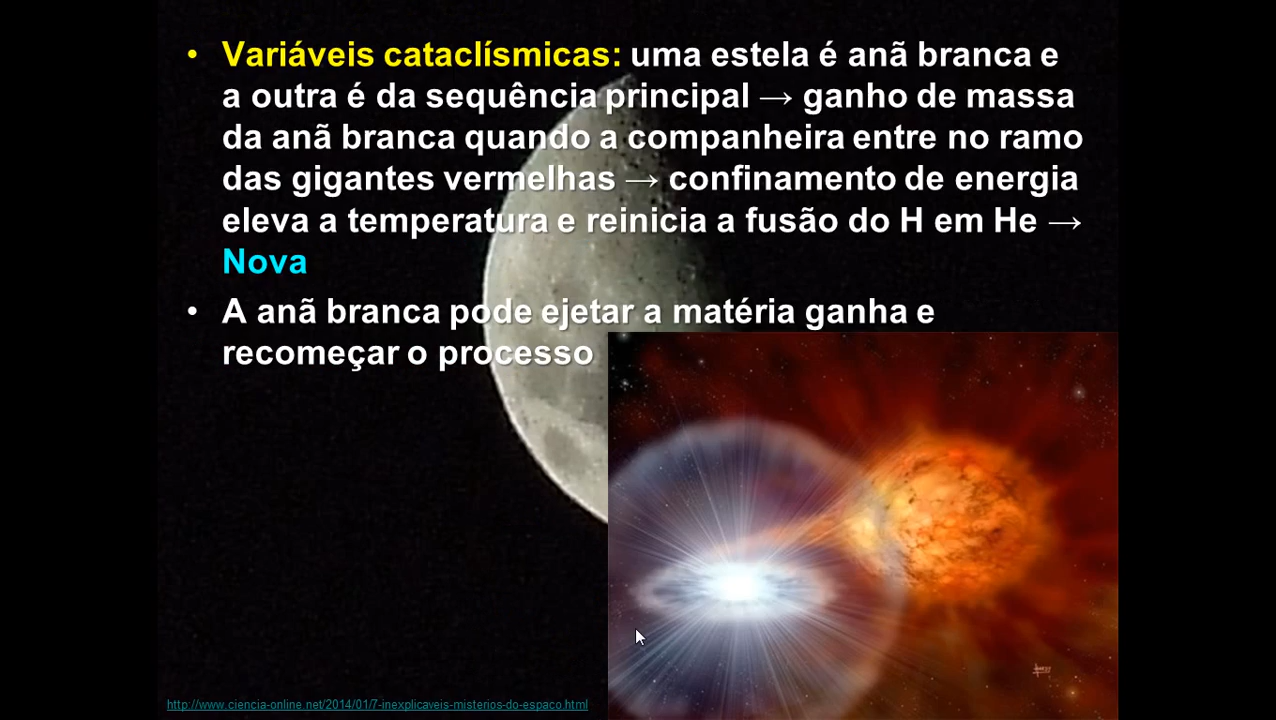 • Variáveis cataclísmicas: uma estela é anã branca e
a outra é da sequência principal → ganho de massa
da anã branca quando a companheira entre no ramo
das gigantes vermelhas → confinamento de energia
eleva a temperatura e reinicia a fusão do H em He →
Nova
• A anã branca pode ejetar a matéria ganha e
recomeçar o processo
http://www.ciencia-online.net/2014/01/7-inexplicaveis-misterios-do-espaco.html